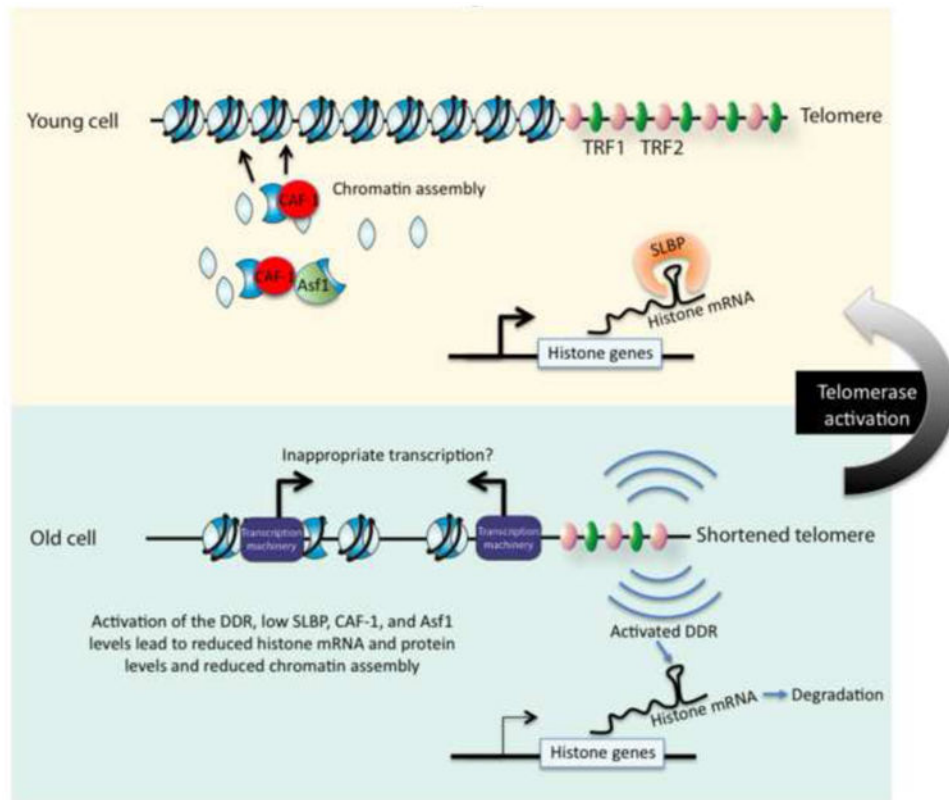 Young cell
Telomere
TRF1
TRF2
CAF-1
Chromatin assembly
CAF-1
Asf1
SLBP
Histone mRNA
Histone genes
Telomerase
activation
Inappropriate transcription?
Old cell
Transcription
machinery
Transcription
machinery
Shortened telomere
Activation of the DDR, low SLBP, CAF-1, and Asf1
levels lead to reduced histone mRNA and protein
levels and reduced chromatin assembly
Activated DDR
Histone mRNA
Degradation
Histone genes